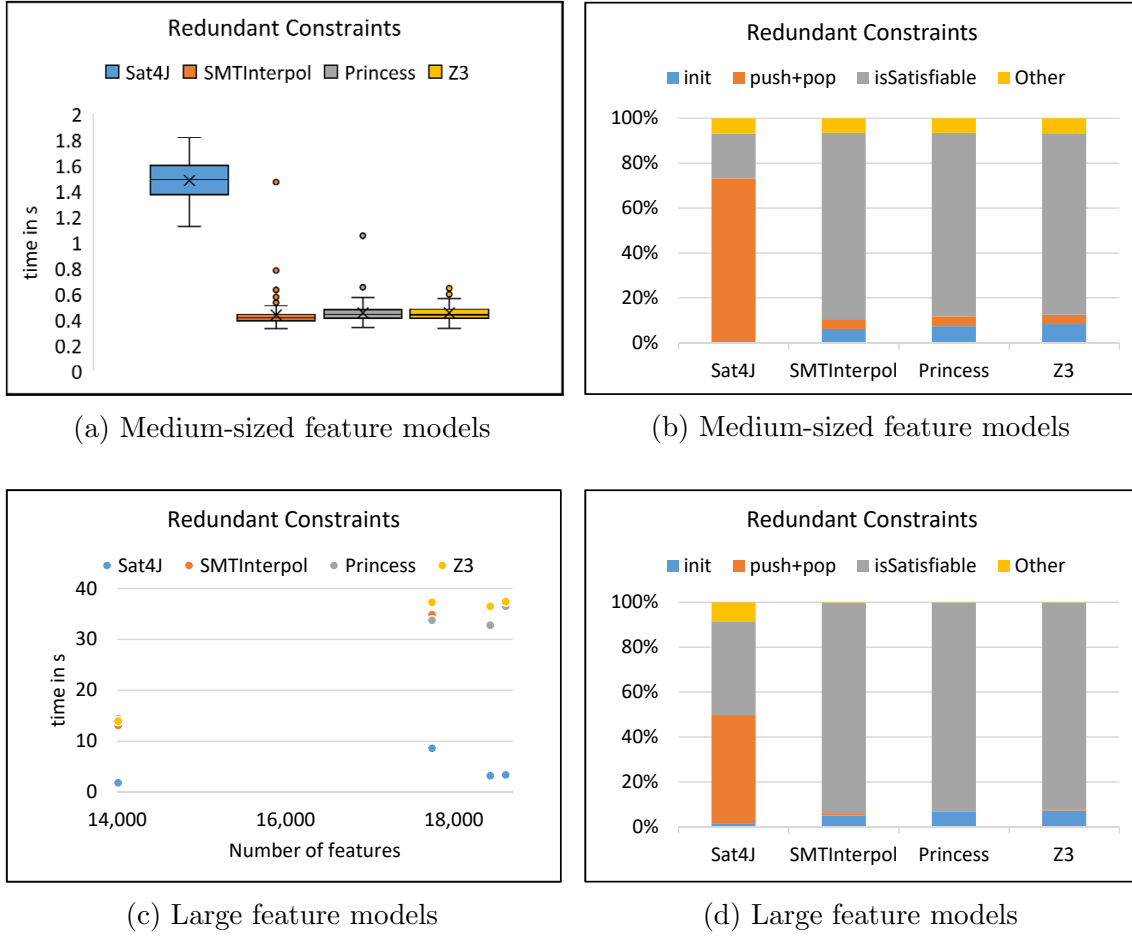 Redundant Constraints
Sat4J SMTInterpol Princess Z3
time in s
2
1.8
1.6
1.4
1.2
1
0.8
0.6
0.4
0.2
0
(a) Medium-sized feature models
Redundant Constraints
init push+pop isSatisfiable Other
100%
80%
60%
40%
20%
0%
Sat4J SMTInterpol Princess Z3
(b) Medium-sized feature models
Redundant Constraints
Sat4J SMTInterpol Princess Z3
time in s
40
30
20
10
0
14,000 16,000 18,000
Number of features
(c) Large feature models
Redundant Constraints
init push+pop isSatisfiable Other
100%
80%
60%
40%
20%
0%
Sat4J SMTInterpol Princess Z3
(d) Large feature models